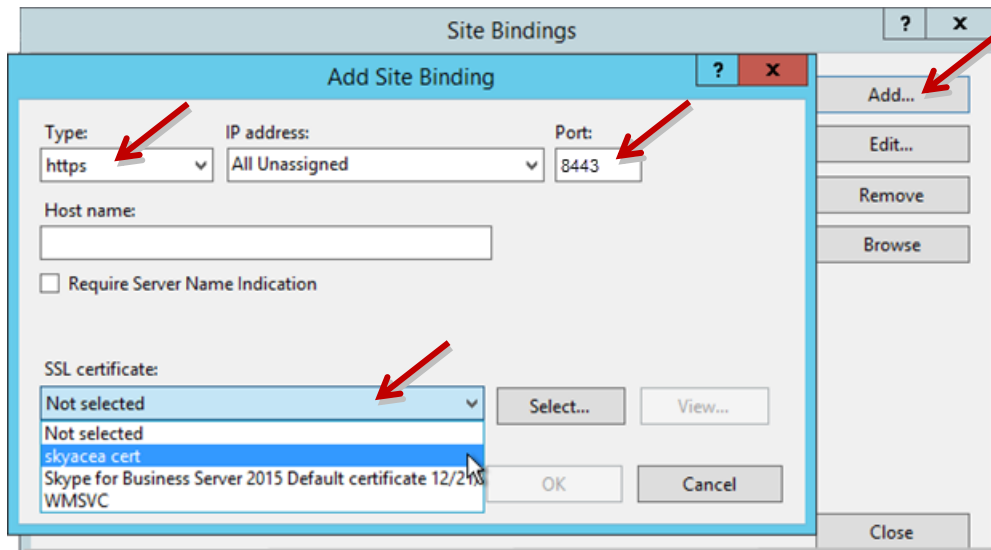 Site Bindings
?
x
Add Site Binding
?
x
Add...
Type:
IP address:
Port:
https
All Unassigned
8443
Edit...
Remove
Host name:
Browse
Require Server Name Indication
SSL certificate:
Not selected
Select...
View...
Not selected
skyacea cert
Skype for Business Server 2015 Default certificate
WMSVC
OK
Cancel
Close